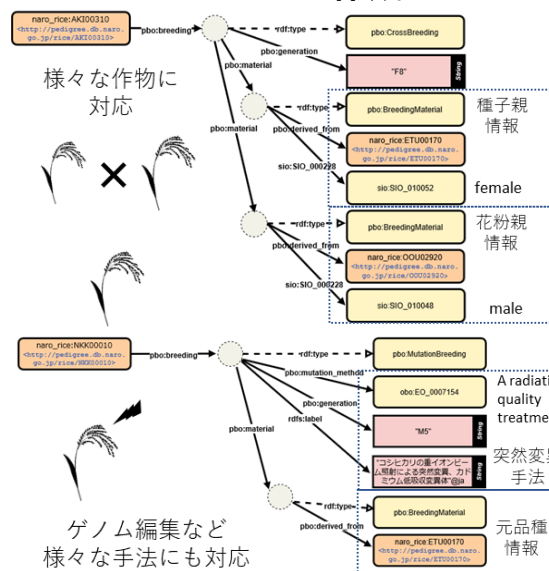 naro_rice:AKI00310
<http://pedigree.db.naro.
go.jp/rice/AKI00310>
pbo:breeding
rdf:type
pbo:CrossBreeding
pbo:generation
"F8"
String
様々な作物に
対応
pbo:material
pbo:material
rdf:type
pbo:BreedingMaterial
種子親
情報
pbo:derived_from
naro_rice:ETU00170
<http://pedigree.db.naro.
go.jp/rice/ETU00170>
sio:SIO_000228
sio:SIO_010052
female
rdf:type
pbo:BreedingMaterial
花粉親
情報
pbo:derived_from
naro_rice:OOU02920
<http://pedigree.db.naro.
go.jp/rice/OOU02920>
sio:SIO_000228
sio:SIO_010048
male
naro_rice:NKK00010
<http://pedigree.db.naro.
go.jp/rice/NKK00010>
pbo:breeding
rdf:type
pbo:MutationBreeding
pbo:mutation_method
obo:EO_0007154
A radiati
quality
treatme
pbo:generation
"M5"
String
rdfs:label
"コシヒカリの重イオンビー
ム照射による突然変異、カド
ミウム低吸収変異体"@ja
String
突然変異
手法
pbo:material
rdf:type
pbo:BreedingMaterial
元品種
情報
pbo:derived_from
naro_rice:ETU00170
<http://pedigree.db.naro.
go.jp/rice/ETU00170>
ゲノム編集など
様々な手法にも対応